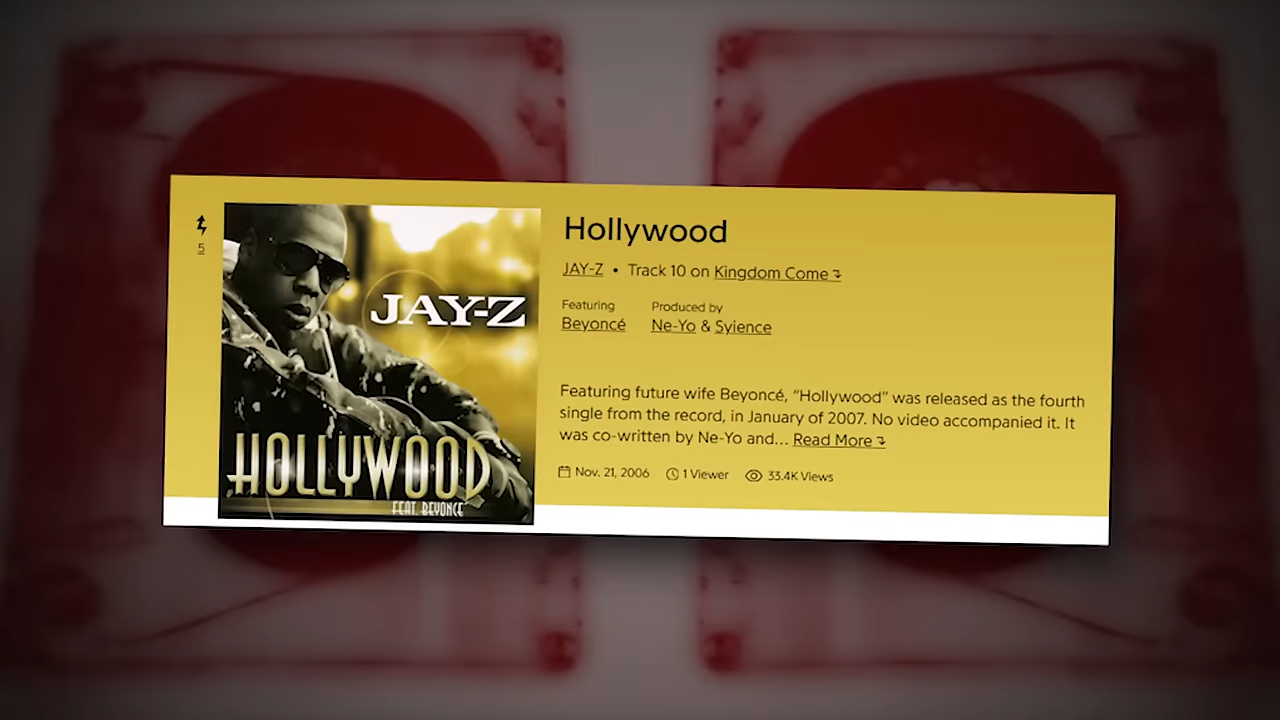 5
JAY-Z
HOLLYWOOD
FEAT. BEYONCE
Hollywood
JAY-Z • Track 10 on Kingdom Come
Featuring
Beyoncé
Produced by
Ne-Yo & Syience
Featuring future wife Beyoncé, “Hollywood” was released as the fourth
single from the record, in January of 2007. No video accompanied it. It
was co-written by Ne-Yo and… Read More
Nov. 21, 2006 1 Viewer 33.4K Views